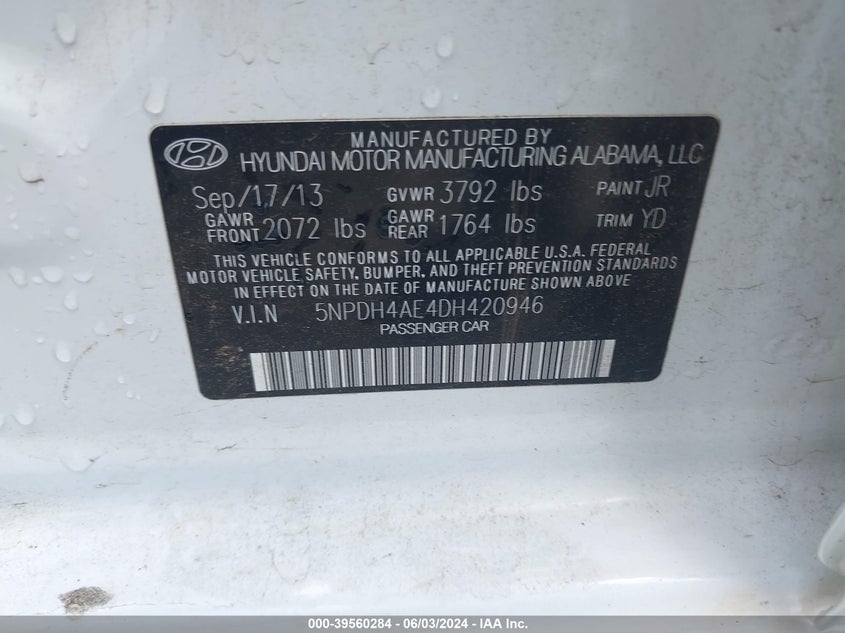 MANUFACTURED BY
HYUNDAI MOTOR MANUFACTURING ALABAMA, LLC
Sep/17/13 GVWR 3792 lbs PAINT JR
GAWR FRONT 2072 lbs GAWR REAR 1764 lbs TRIM YD
THIS VEHICLE CONFORMS TO ALL APPLICABLE U.S.A. FEDERAL
MOTOR VEHICLE SAFETY, BUMPER, AND THEFT PREVENTION STANDARDS
IN EFFECT ON THE DATE OF MANUFACTURE SHOWN ABOVE
V.I.N 5NPDH4AE4DH420946
PASSENGER CAR
000-39560284 - 06/03/2024 - IAA Inc.